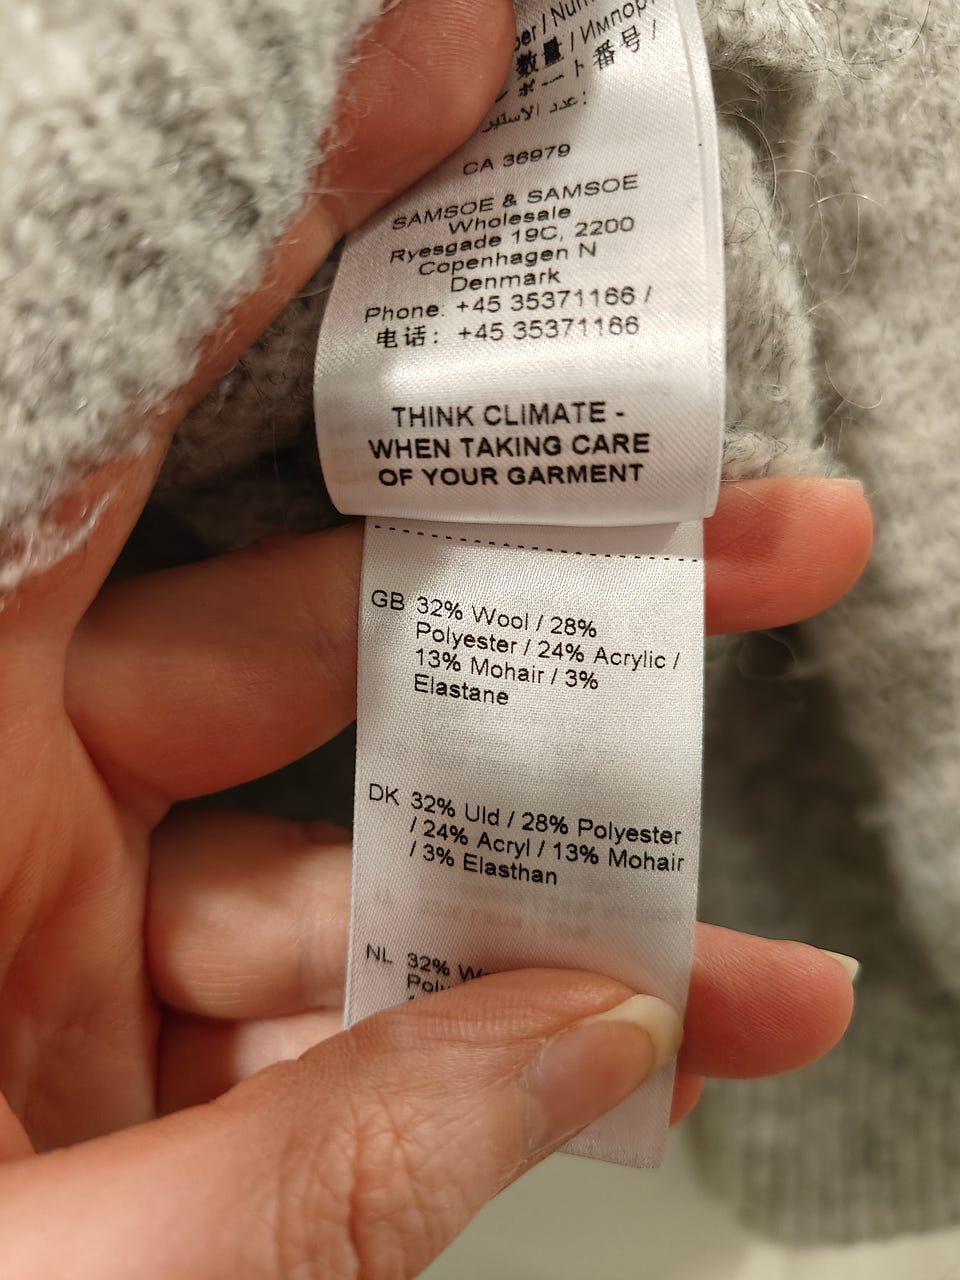 数量 / Импор
ート番号 /
عدد الاستير:
CA 36979
SAMSOE & SAMSOE
Wholesale
Ryesgade 19C, 2200
Copenhagen N
Denmark
Phone: +45 35371166 /
电话: +45 35371166
THINK CLIMATE -
WHEN TAKING CARE
OF YOUR GARMENT
GB 32% Wool / 28%
Polyester / 24% Acrylic /
13% Mohair / 3%
Elastane
DK 32% Uld / 28% Polyester
/ 24% Acryl / 13% Mohair
/ 3% Elasthan
NL 32%